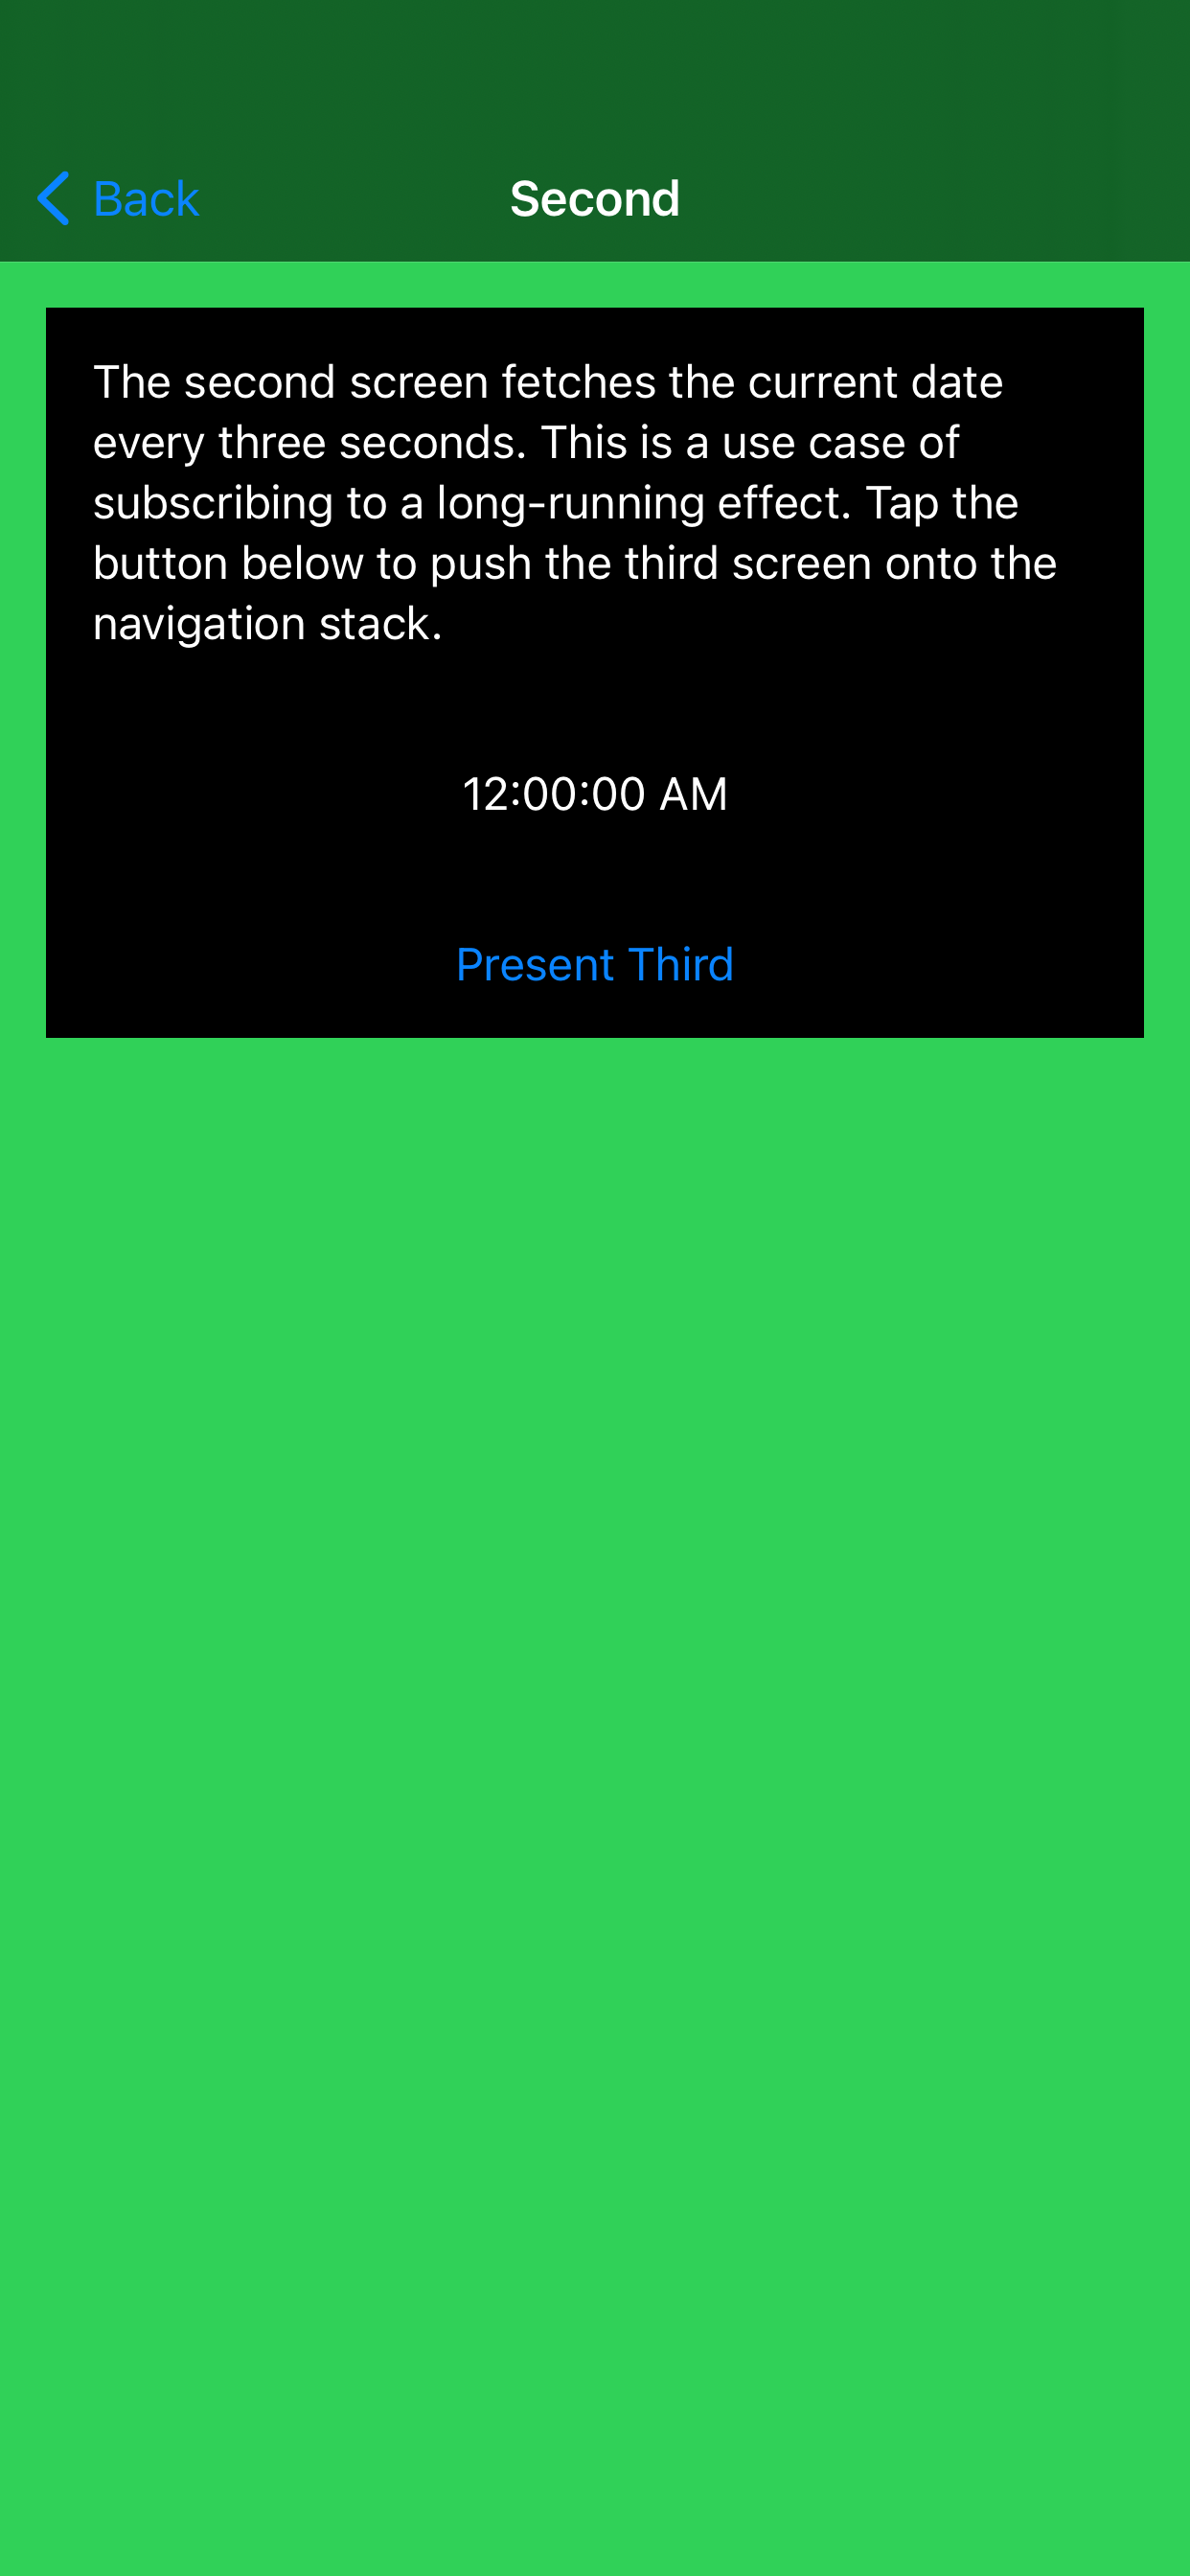 Back
Second
The second screen fetches the current date
every three seconds. This is a use case of
subscribing to a long-running effect. Tap the
button below to push the third screen onto the
navigation stack.
12:00:00 AM
Present Third